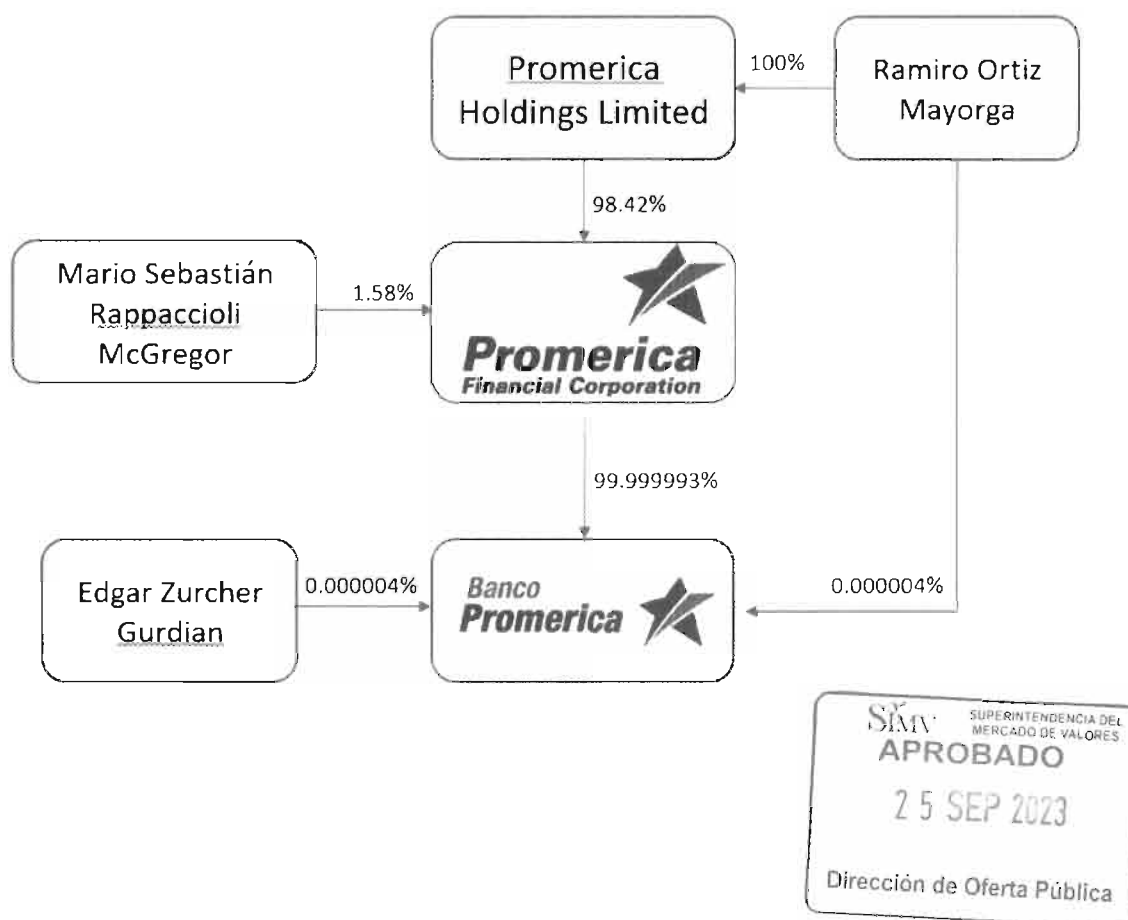 Promerica
Holdings Limited
100%
Ramiro Ortiz
Mayorga
98.42%
Mario Sebastián
Rappaccioli
McGregor
1.58%
Promerica
Financial Corporation
99.999993%
Edgar Zurcher
Gurdian
0.000004%
Banco
Promerica
0.000004%
SIMV
SUPERINTENDENCIA DEL
MERCADO DE VALORES
APROBADO
25 SEP 2023
Dirección de Oferta Pública